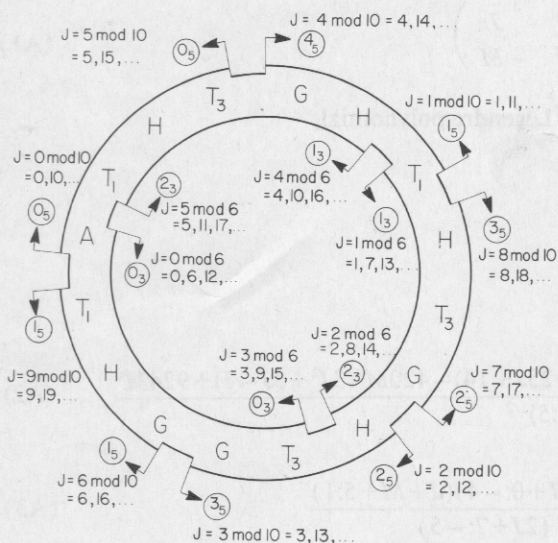 J = 4 mod 10 = 4,14,...
J = 5 mod 10
= 5,15,...
0₅
4₅
T₃
G
H
H
J = 1 mod 10 = 1,11,...
1₅
J = 0 mod 10
= 0,10,...
T₁
2₃
1₃
T₁
J = 4 mod 6
= 4,10,16,...
0₅
J = 5 mod 6
= 5,11,17,...
1₃
3₅
A
H
J = 0 mod 6
= 0,6,12,...
0₃
J = 1 mod 6
= 1,7,13,...
J = 8 mod 10
= 8,18,...
T₁
T₃
1₅
J = 2 mod 6
= 2,8,14,...
J = 3 mod 6
= 3,9,15,...
2₃
J = 9 mod 10
= 9,19,...
H
0₃
G
J = 7 mod 10
= 7,17,...
2₅
G
H
1₅
G
T₃
2₅
J = 2 mod 10
= 2,12,...
J = 6 mod 10
= 6,16,...
3₅
J = 3 mod 10 = 3,13,...